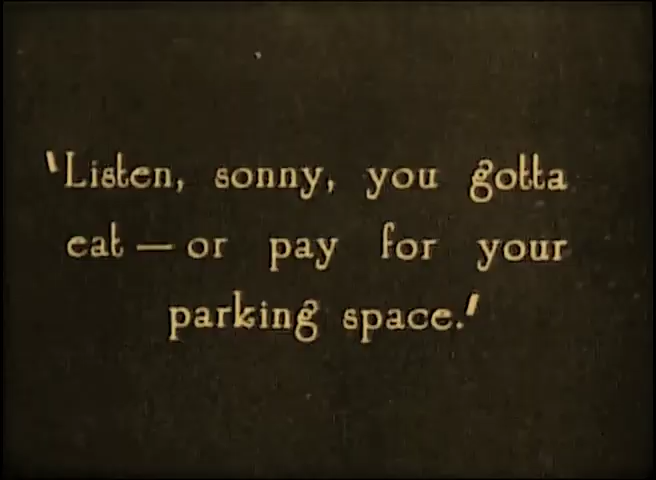 'Listen, sonny, you gotta
eat — or pay for your
parking space.'